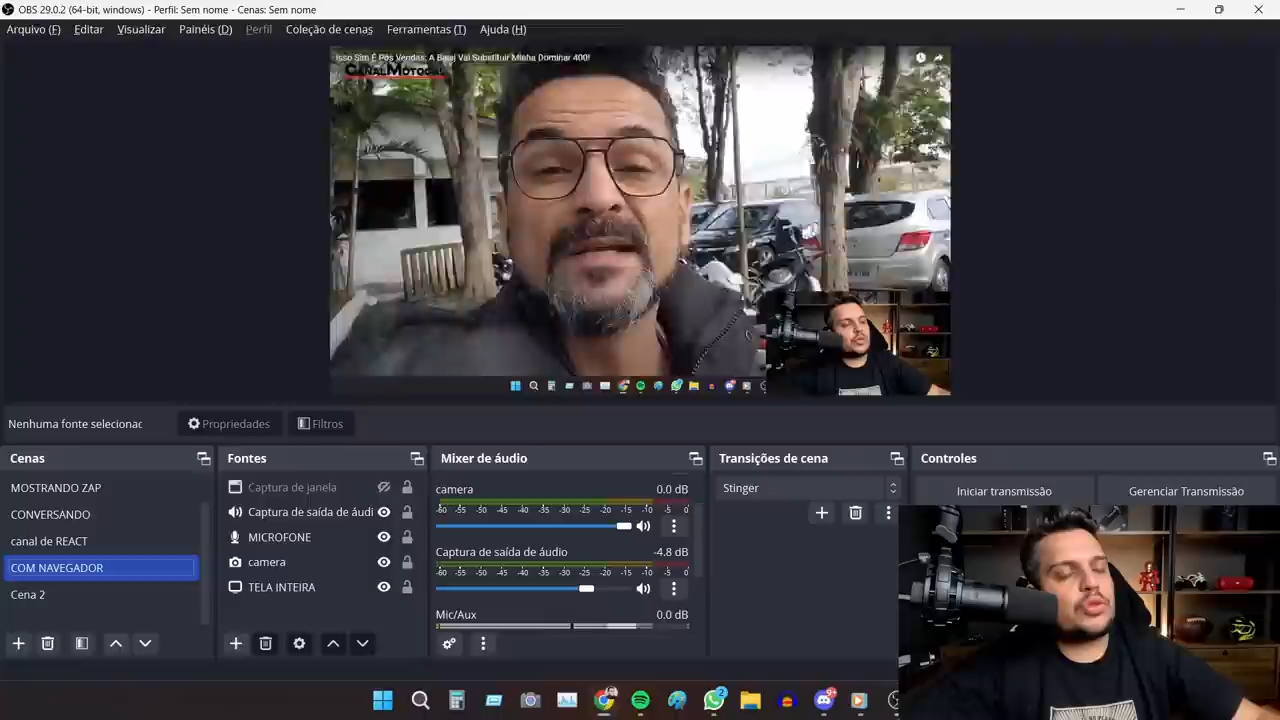 OBS 29.0.2 (64-bit, windows) - Perfil: Sem nome - Cenas: Sem nome
Arquivo (F) Editar Visualizar Painéis (D) Perfil Coleção de cenas Ferramentas (T) Ajuda (H)
Isso Sim É Pós Vendas; A Bajaj Vai Substituir Minha Dominar 400!
CANALMOTO
Nenhuma fonte selecionac Propriedades Filtros
Cenas
MOSTRANDO ZAP
CONVERSANDO
canal de REACT
COM NAVEGADOR
Cena 2
Fontes
Captura de janela
Captura de saída de áudi
MICROFONE
camera
TELA INTEIRA
Mixer de áudio
camera 0.0 dB
-60 -55 -50 -45 -40 -35 -30 -25 -20 -15 -10 -5 0
Captura de saída de áudio -4.8 dB
-60 -55 -50 -45 -40 -35 -30 -25 -20 -15 -10 -5 0
Mic/Aux 0.0 dB
Transições de cena
Stinger
Controles
Iniciar transmissão Gerenciar Transmissão
2
9+